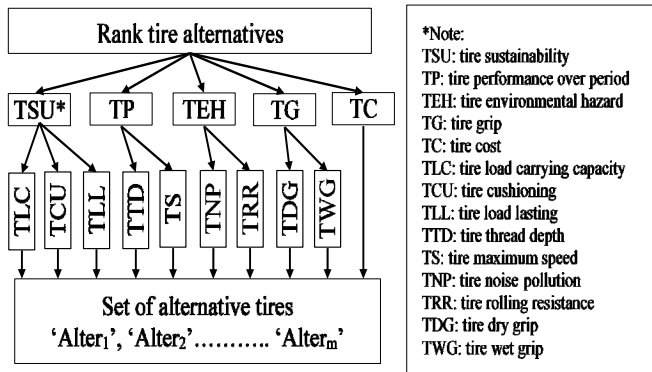 Rank tire alternatives
TSU* TP TEH TG TC
TLC TCU TLL TTD TS TNP TRR TDG TWG
Set of alternative tires
‘Alter1’, ‘Alter2’……….. ‘Alterm’
*Note:
TSU: tire sustainability
TP: tire performance over period
TEH: tire environmental hazard
TG: tire grip
TC: tire cost
TLC: tire load carrying capacity
TCU: tire cushioning
TLL: tire load lasting
TTD: tire thread depth
TS: tire maximum speed
TNP: tire noise pollution
TRR: tire rolling resistance
TDG: tire dry grip
TWG: tire wet grip